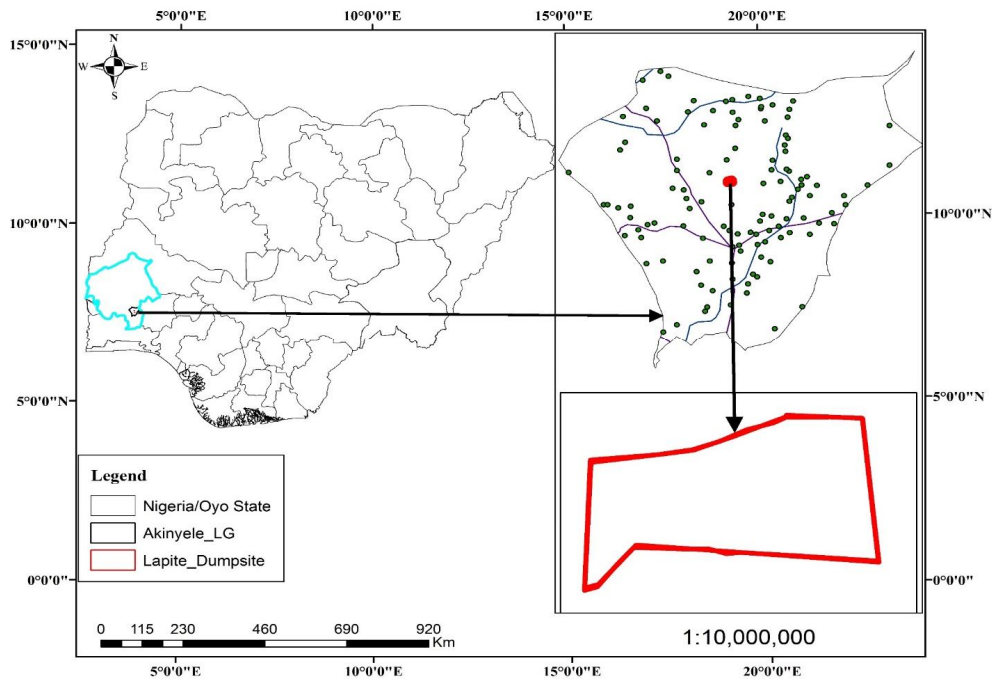 5°0'0"E 10°0'0"E 15°0'0"E 20°0'0"E
15°0'0"N
N
W E
S
10°0'0"N 10°0'0"N
5°0'0"N 5°0'0"N
Legend
Nigeria/Oyo State
Akinyele_LG
Lapite_Dumpsite
0°0'0" 0°0'0"
0 115 230 460 690 920
Km
1:10,000,000
5°0'0"E 10°0'0"E 15°0'0"E 20°0'0"E